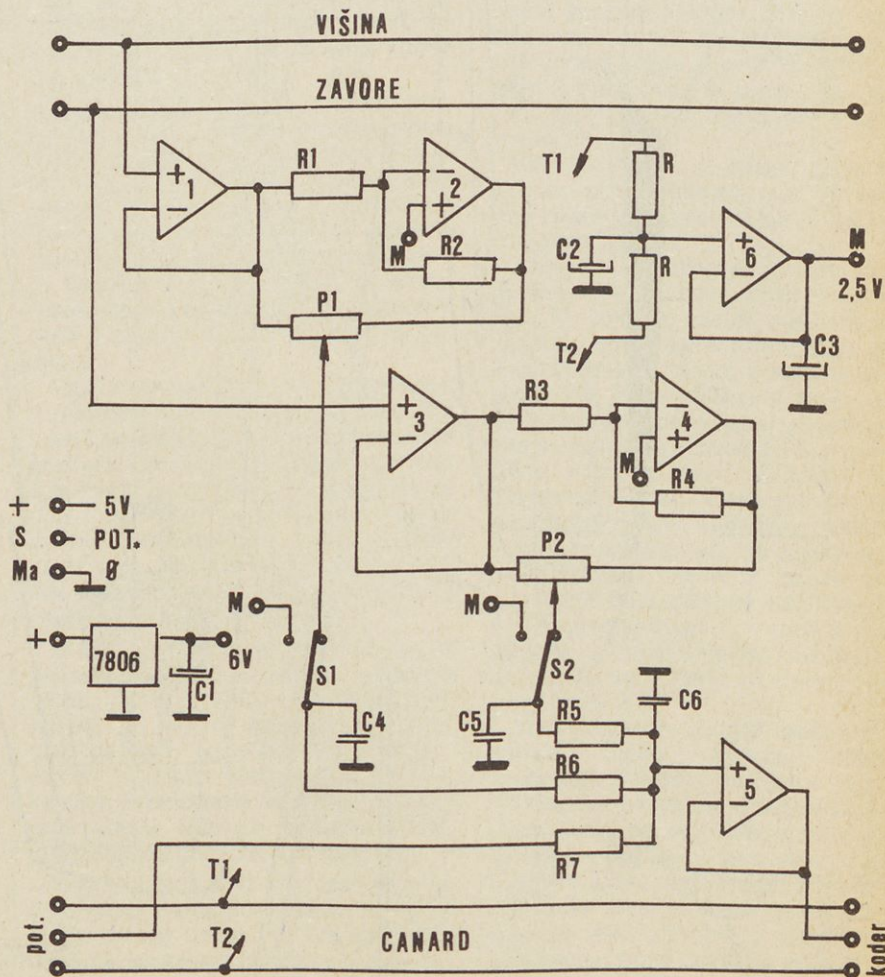 VIŠINA
ZAVORE
+ 1 −
R1
− 2 +
M
R2
P1
T1
R
C2
R
T2
+ 6 −
M
2,5 V
C3
+ 3 −
R3
− 4 +
M
R4
P2
+ 5V
S POT.
Ma 0
+ 7806 6V
C1
M
S1
C4
M
S2
C5
R5
R6
R7
C6
+ 5 −
pot.
T1
T2
CANARD
koder